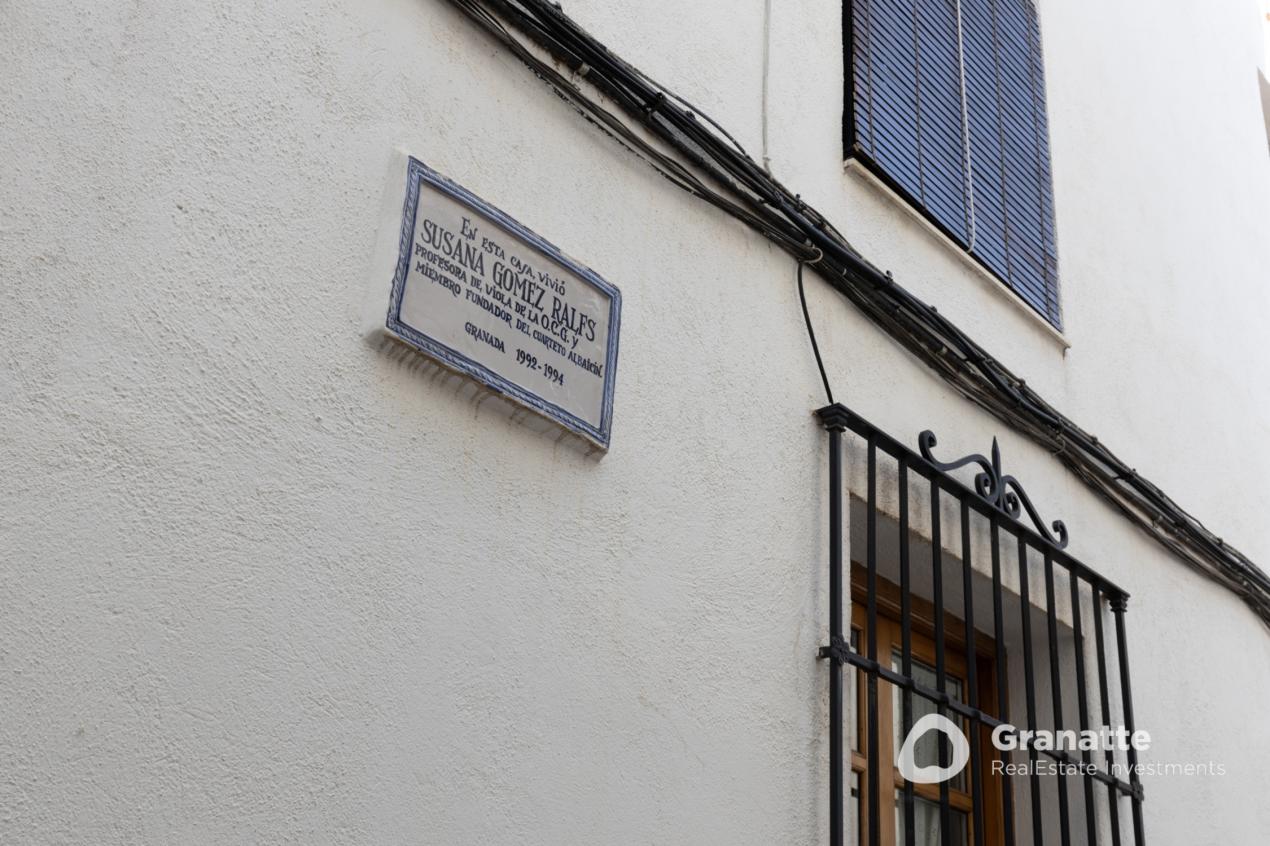 EN ESTA CASA, VIVIÓ
SUSANA GOMEZ RALFS
PROFESORA DE VIOLA DE LA O.C.G. Y
MIEMBRO FUNDADOR DEL CUARTETO ALBAICÍN.
GRANADA 1992-1994
Granatte
RealEstate Investments